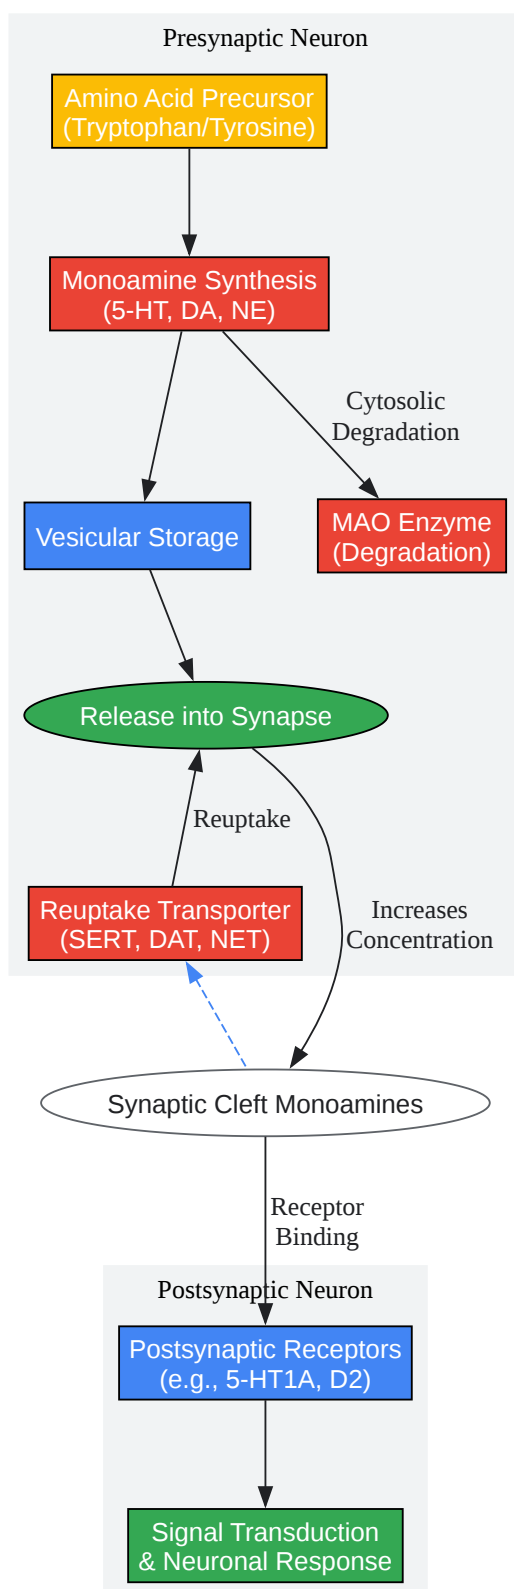 Presynaptic Neuron
Amino Acid Precursor
(Tryptophan/Tyrosine)
Monoamine Synthesis
(5-HT, DA, NE)
Cytosolic
Degradation
Vesicular Storage
MAO Enzyme
(Degradation)
Release into Synapse
Reuptake
Reuptake Transporter
(SERT, DAT, NET)
Increases
Concentration
Synaptic Cleft Monoamines
Receptor
Binding
Postsynaptic Neuron
Postsynaptic Receptors
(e.g., 5-HT1A, D2)
Signal Transduction
& Neuronal Response